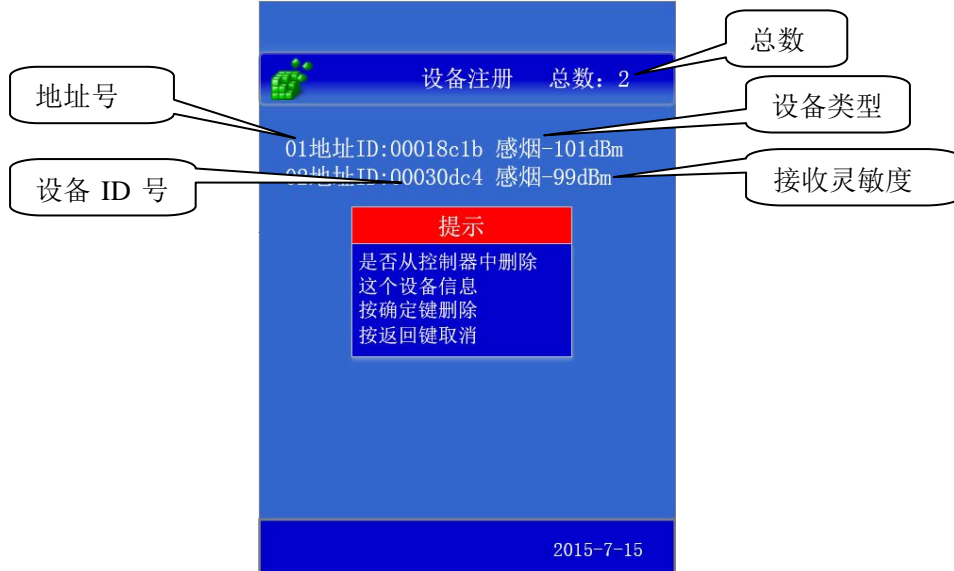 总数
设备注册 总数: 2
地址号
设备类型
01地址ID:00018c1b 感烟-101dBm
02地址ID:00030dc4 感烟-99dBm
设备 ID 号
接收灵敏度
提示
是否从控制器中删除
这个设备信息
按确定键删除
按返回键取消
2015-7-15